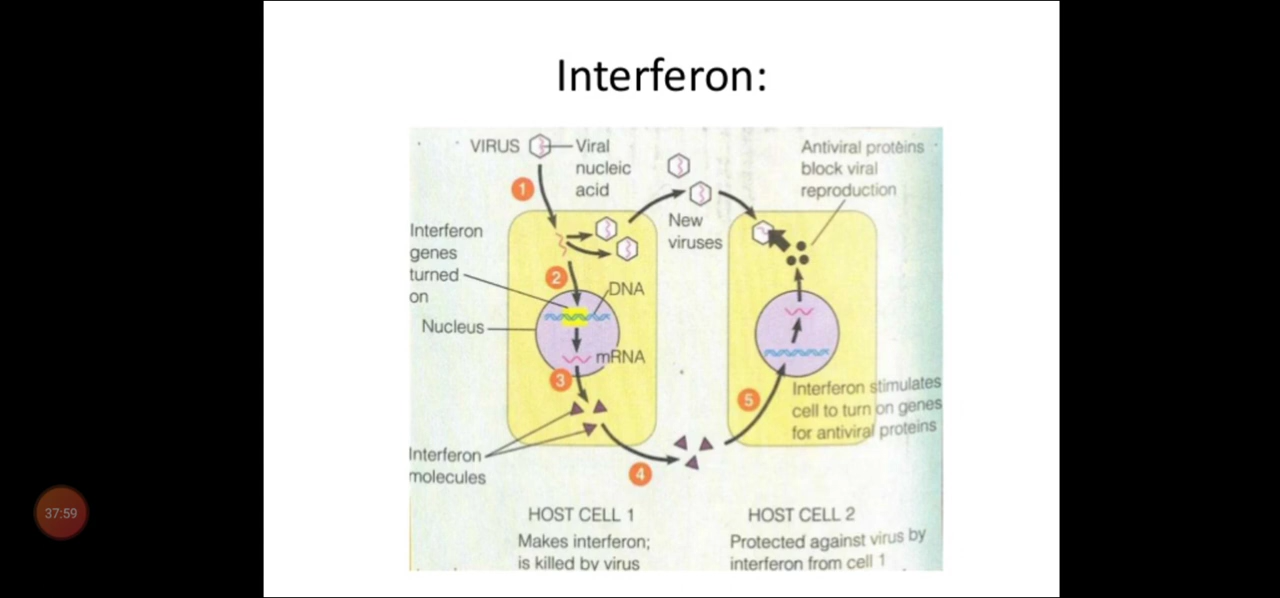 Interferon:
VIRUS
Viral
nucleic
acid
Antiviral proteins
block viral
reproduction
1
New
viruses
Interferon
genes
turned
on
2
DNA
Nucleus
mRNA
3
Interferon stimulates
cell to turn on genes
for antiviral proteins
5
Interferon
molecules
4
37:59
HOST CELL 1
Makes interferon;
is killed by virus
HOST CELL 2
Protected against virus by
interferon from cell 1